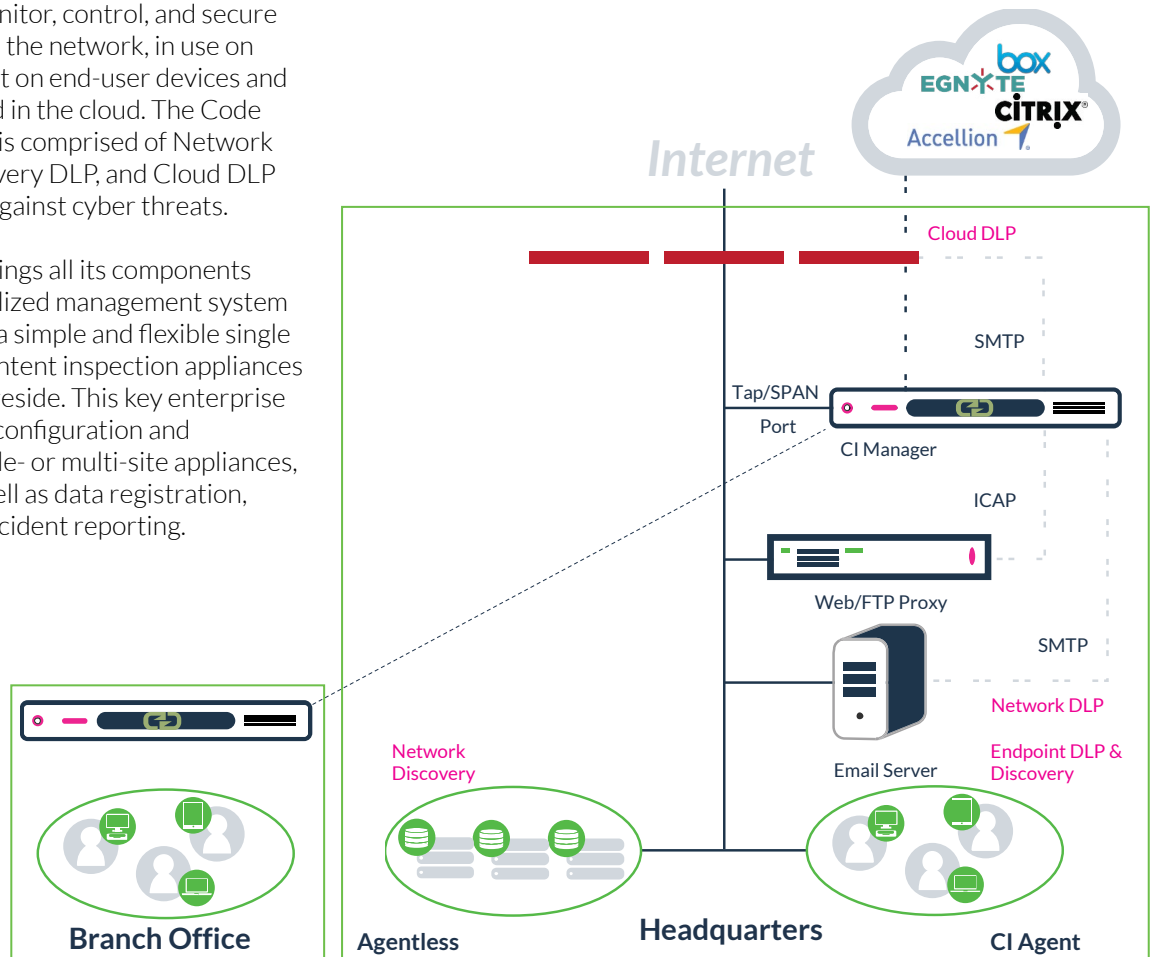 nitor, control, and secure
the network, in use on
t on end-user devices and
d in the cloud. The Code
is comprised of Network
very DLP, and Cloud DLP
gainst cyber threats.
ings all its components
lized management system
a simple and flexible single
ntent inspection appliances
reside. This key enterprise
configuration and
le- or multi-site appliances,
ell as data registration,
cident reporting.
box
EGNYTE
CİTRIX®
Accellion
Internet
Cloud DLP
SMTP
Tap/SPAN
Port
CI Manager
ICAP
Web/FTP Proxy
SMTP
Network DLP
Network
Discovery
Email Server
Endpoint DLP &
Discovery
Branch Office
Agentless
Headquarters
CI Agent